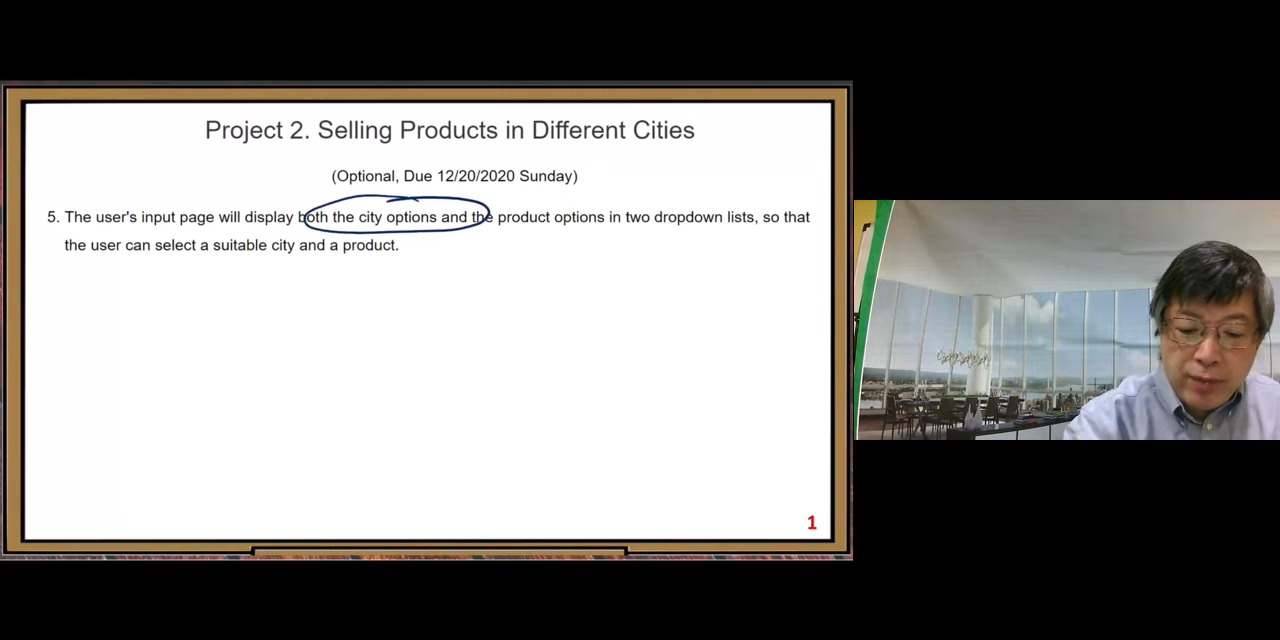 Project 2. Selling Products in Different Cities
(Optional, Due 12/20/2020 Sunday)
5. The user's input page will display both the city options and the product options in two dropdown lists, so that
the user can select a suitable city and a product.
1